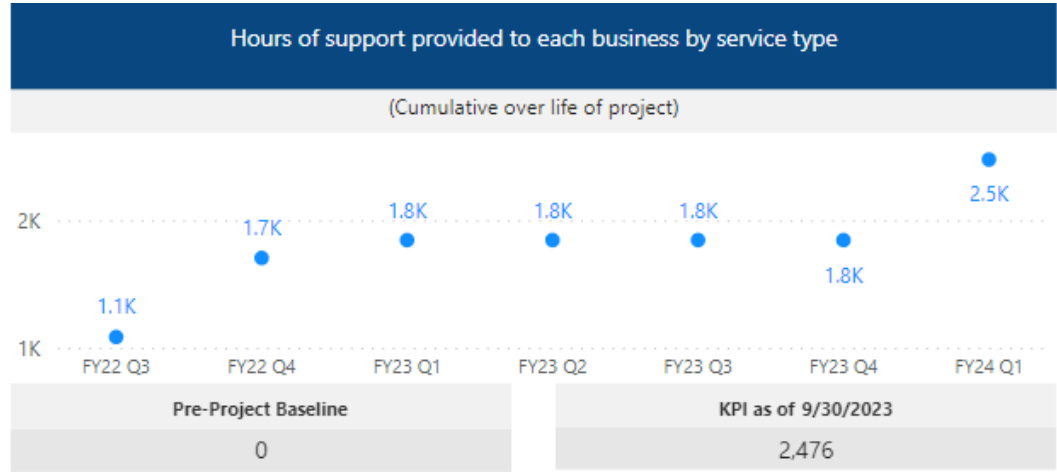 Hours of support provided to each business by service type
(Cumulative over life of project)
2.5K
2K
1.7K
1.8K
1.8K
1.8K
1.8K
1.1K
1K
FY22 Q3
FY22 Q4
FY23 Q1
FY23 Q2
FY23 Q3
FY23 Q4
FY24 Q1
Pre-Project Baseline
KPI as of 9/30/2023
0
2,476